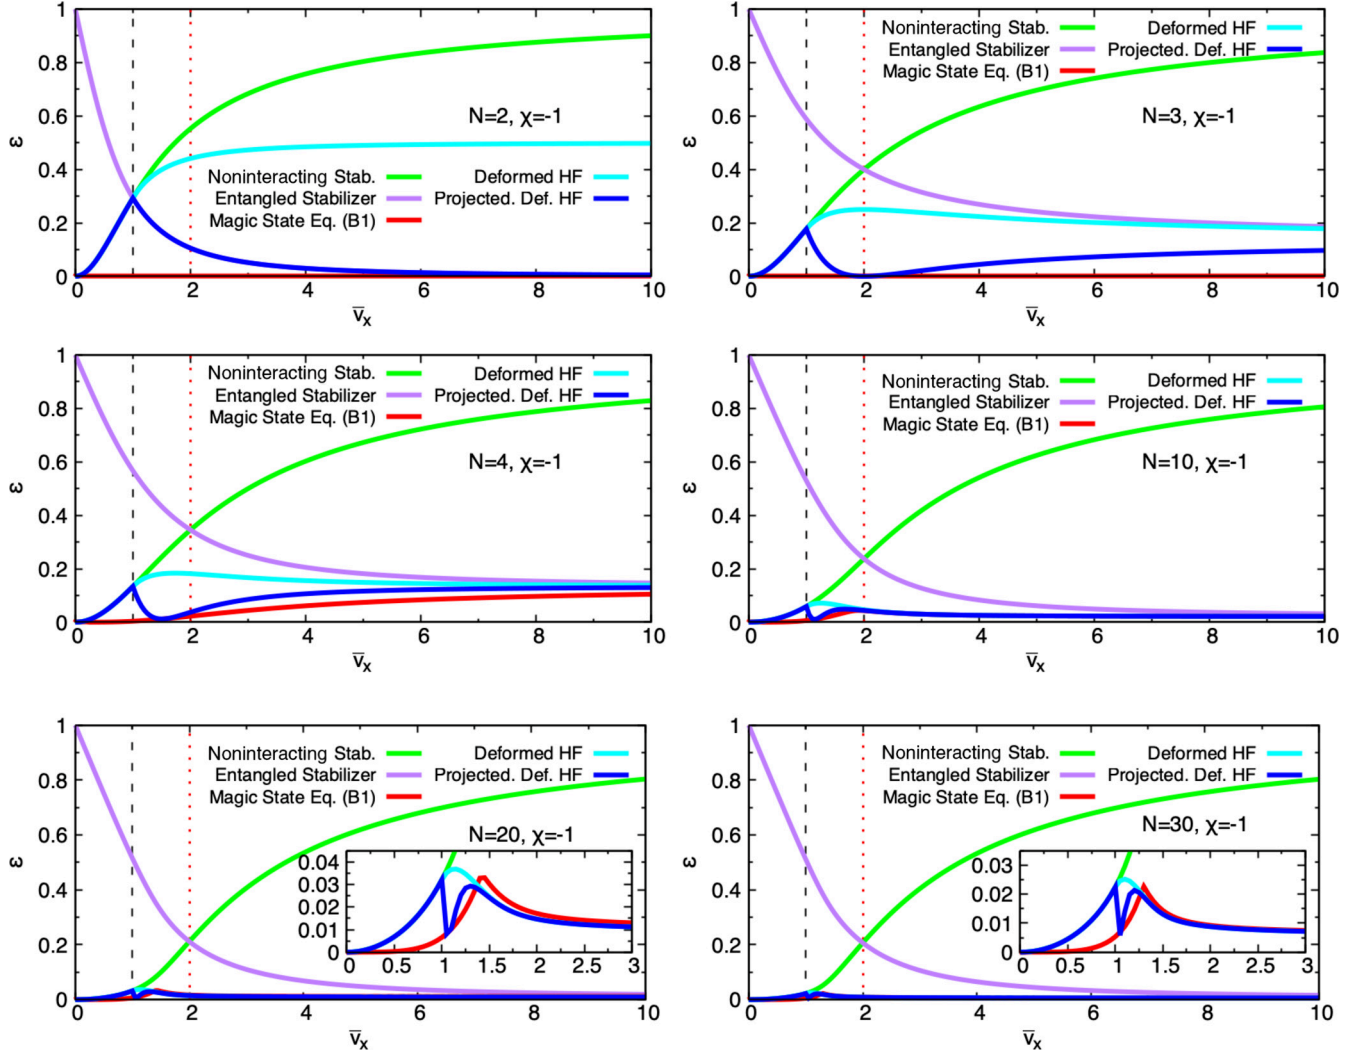 1
0.8
0.6
0.4
0.2
0
ε
N=2, χ=-1
Noninteracting Stab.
Deformed HF
Entangled Stabilizer
Projected. Def. HF
Magic State Eq. (B1)
0 2 4 6 8 10
v̅x
1
0.8
0.6
0.4
0.2
0
ε
Noninteracting Stab.
Deformed HF
Entangled Stabilizer
Projected. Def. HF
Magic State Eq. (B1)
N=3, χ=-1
0 2 4 6 8 10
v̅x
1
0.8
0.6
0.4
0.2
0
ε
Noninteracting Stab.
Deformed HF
Entangled Stabilizer
Projected. Def. HF
Magic State Eq. (B1)
N=4, χ=-1
0 2 4 6 8 10
v̅x
1
0.8
0.6
0.4
0.2
0
ε
Noninteracting Stab.
Deformed HF
Entangled Stabilizer
Projected. Def. HF
Magic State Eq. (B1)
N=10, χ=-1
0 2 4 6 8 10
v̅x
1
0.8
0.6
0.4
0.2
0
ε
Noninteracting Stab.
Deformed HF
Entangled Stabilizer
Projected. Def. HF
Magic State Eq. (B1)
N=20, χ=-1
0.04
0.03
0.02
0.01
0
0 0.5 1 1.5 2 2.5 3
0 2 4 6 8 10
v̅x
1
0.8
0.6
0.4
0.2
0
ε
Noninteracting Stab.
Deformed HF
Entangled Stabilizer
Projected. Def. HF
Magic State Eq. (B1)
N=30, χ=-1
0.03
0.02
0.01
0
0 0.5 1 1.5 2 2.5 3
0 2 4 6 8 10
v̅x